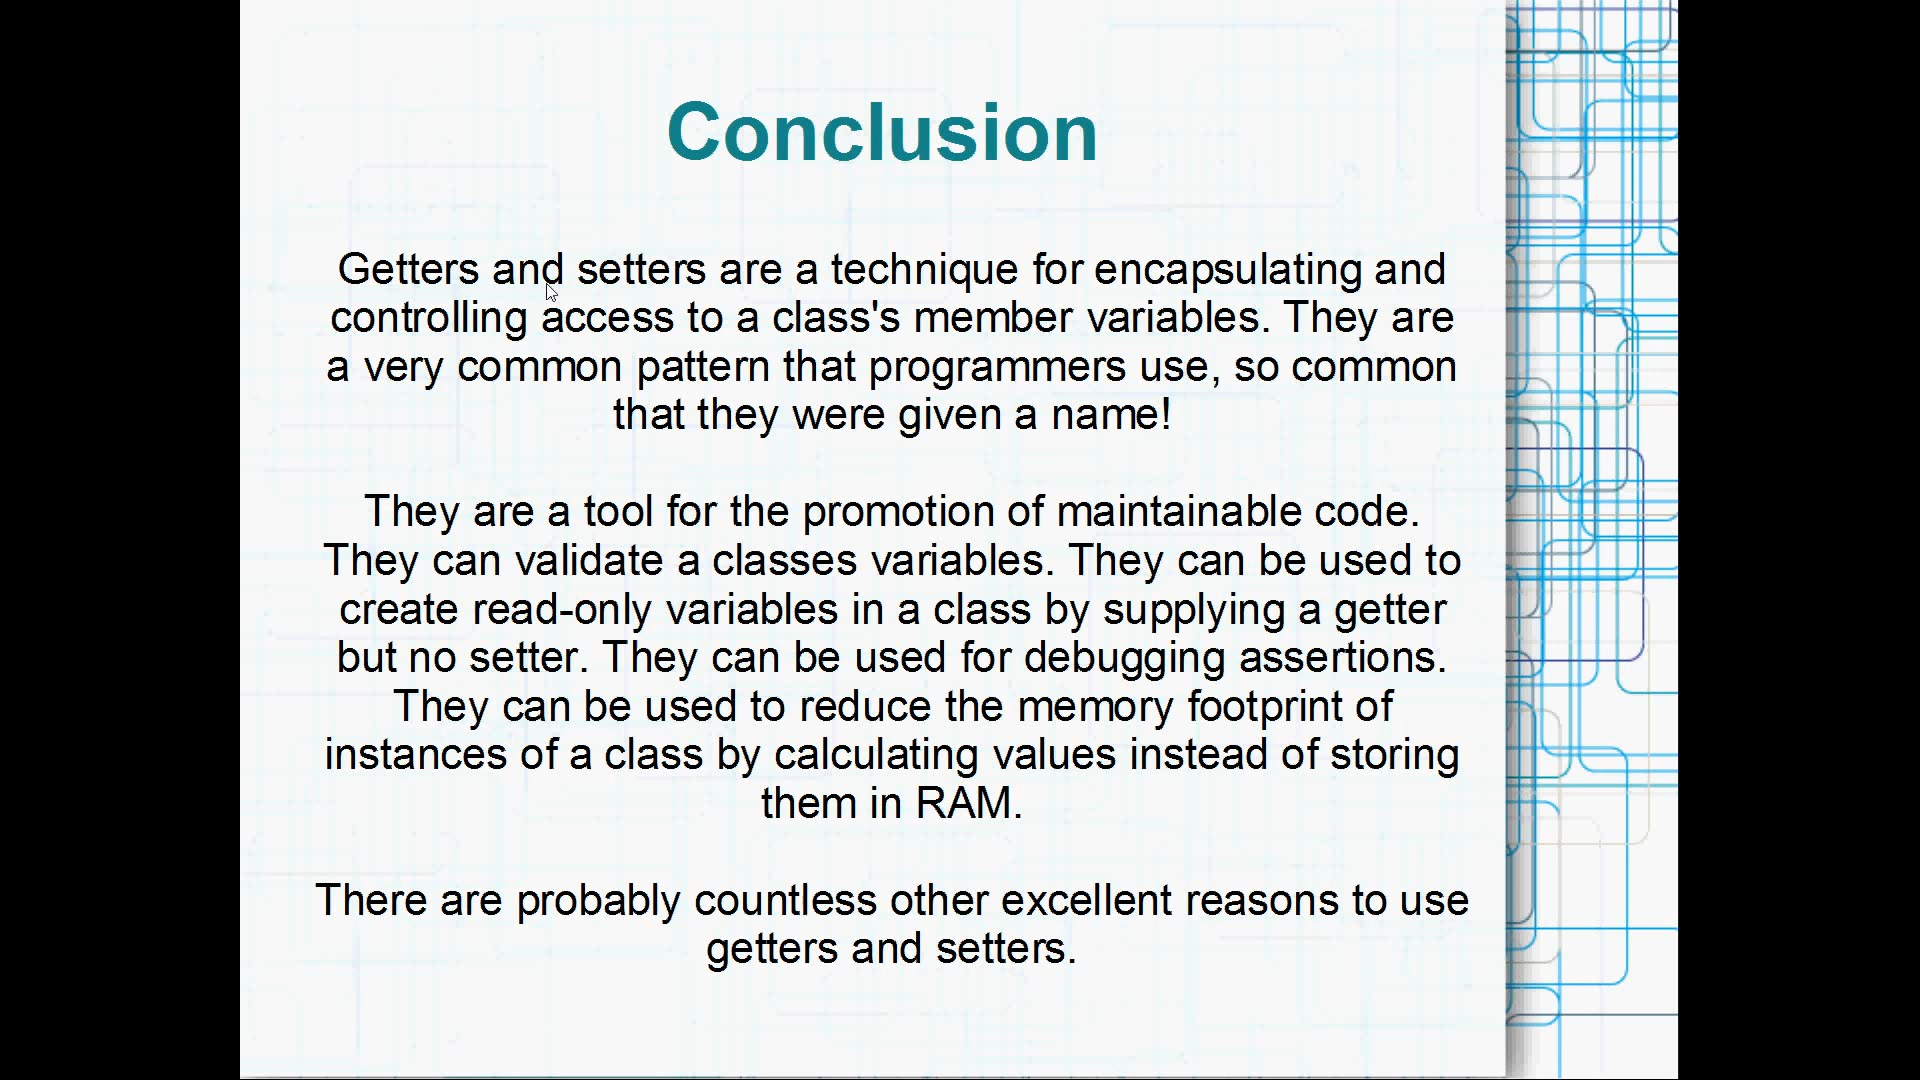 Conclusion
Getters and setters are a technique for encapsulating and
controlling access to a class's member variables. They are
a very common pattern that programmers use, so common
that they were given a name!
They are a tool for the promotion of maintainable code.
They can validate a classes variables. They can be used to
create read-only variables in a class by supplying a getter
but no setter. They can be used for debugging assertions.
They can be used to reduce the memory footprint of
instances of a class by calculating values instead of storing
them in RAM.
There are probably countless other excellent reasons to use
getters and setters.